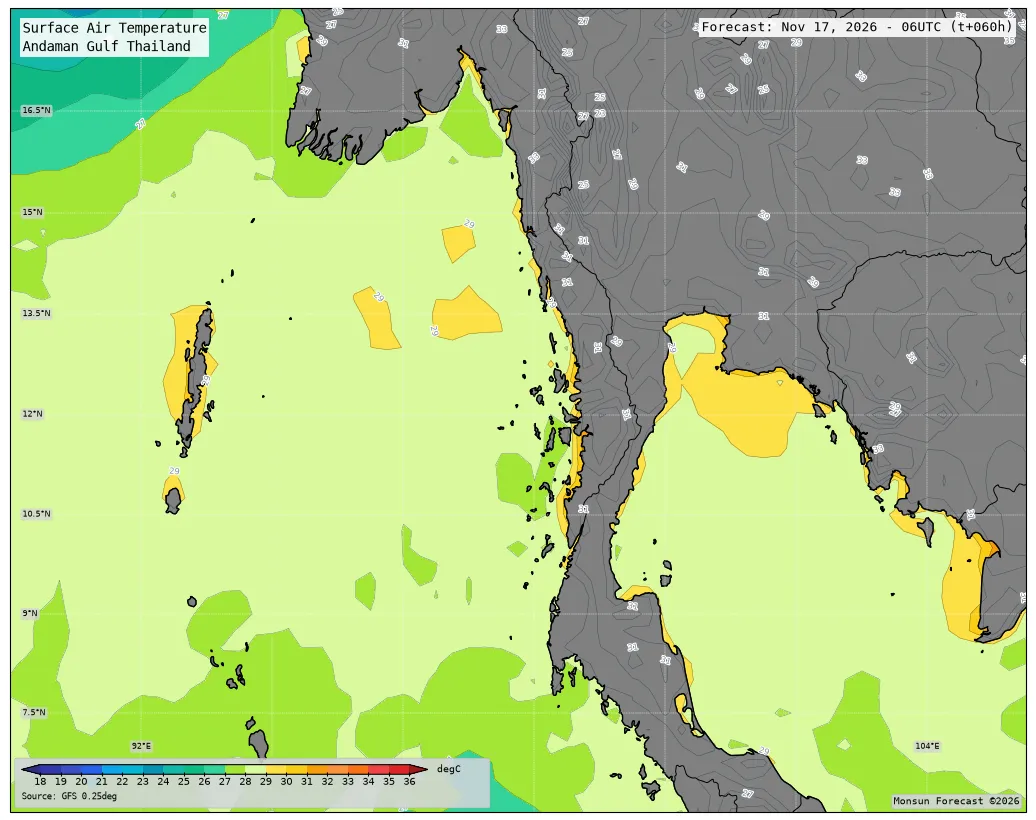 Surface Air Temperature
Andaman Gulf Thailand
Forecast: Nov 17, 2026 - 06UTC (t+060h)
16.5°N
15°N
13.5°N
12°N
10.5°N
9°N
7.5°N
92°E
104°E
degC
18 19 20 21 22 23 24 25 26 27 28 29 30 31 32 33 34 35 36
Source: GFS 0.25deg
Monsun Forecast ©2026